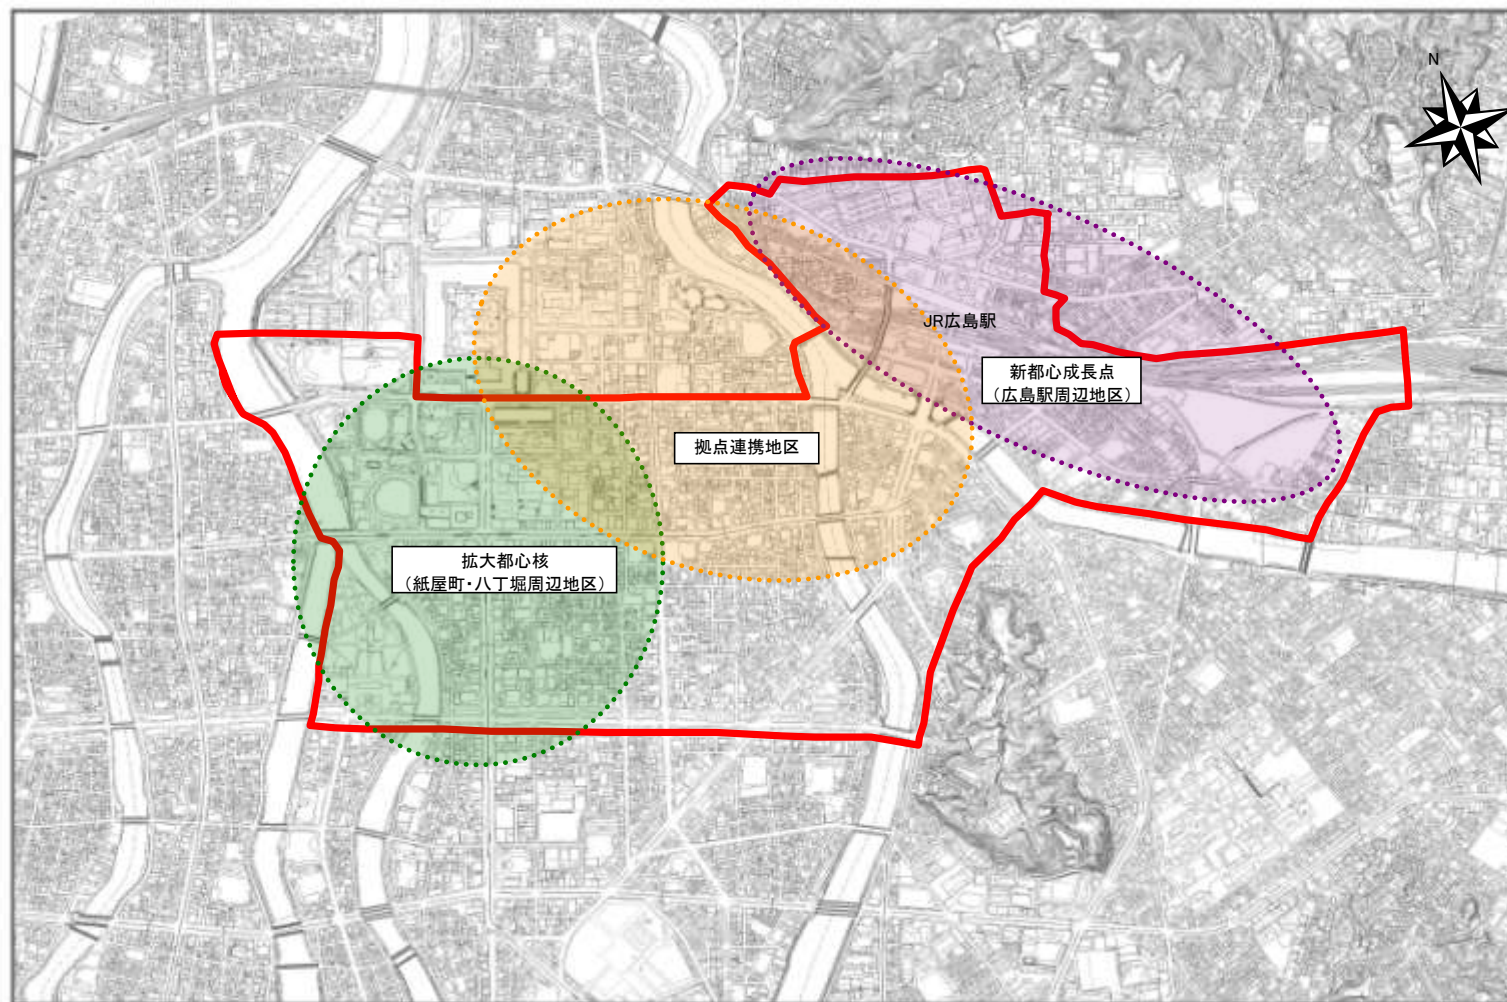 N
JR広島駅
新都心成長点
（広島駅周辺地区）
拠点連携地区
拡大都心核
（紙屋町・八丁堀周辺地区）